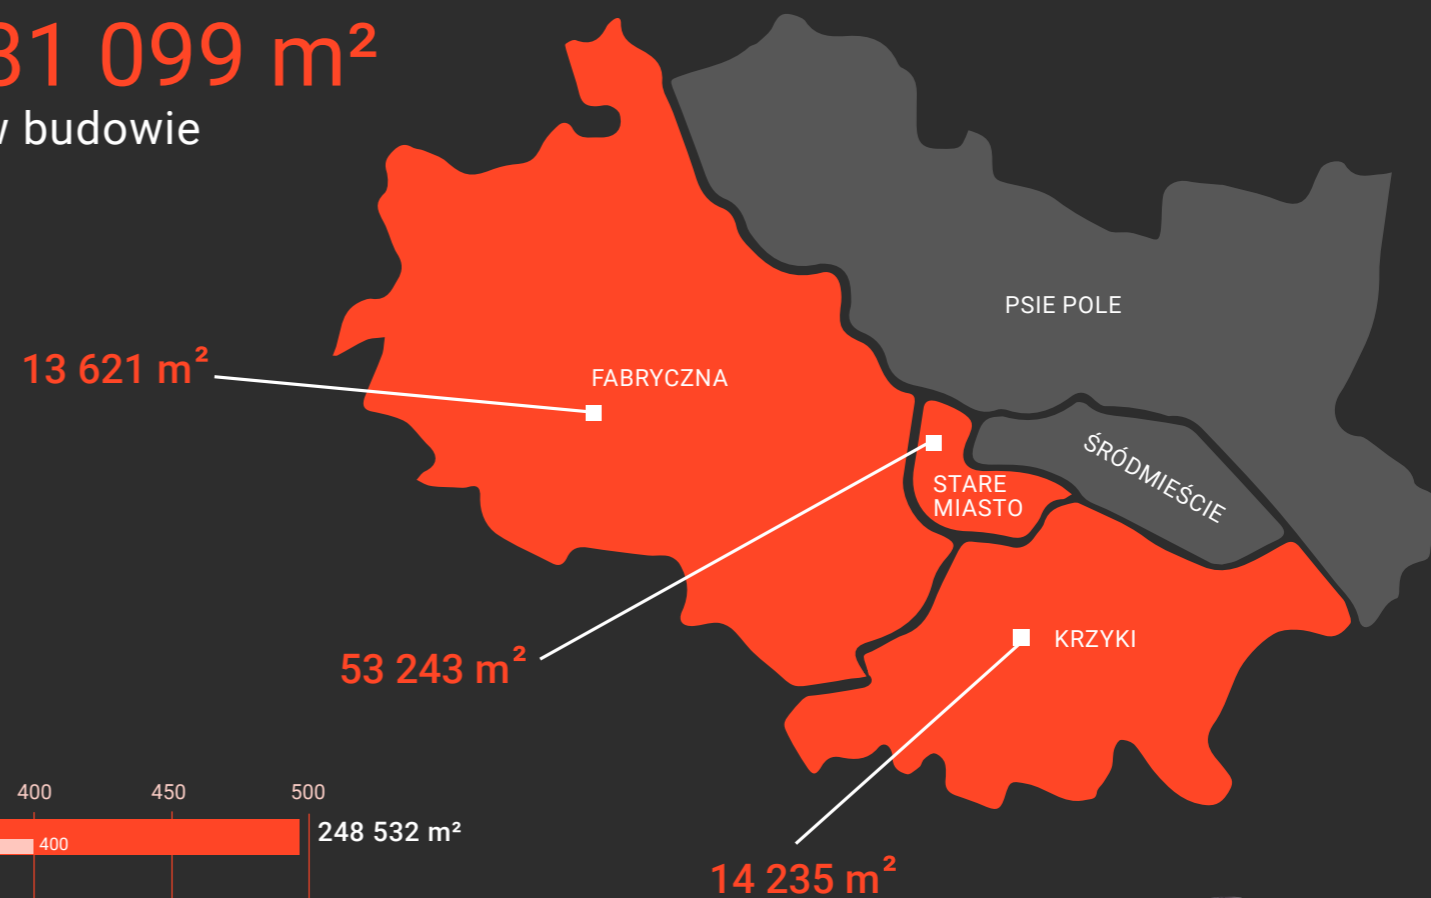 81 099 m²
w budowie
PSIE POLE
13 621 m²
FABRYCZNA
ŚRÓDMIEŚCIE
STARE
MIASTO
KRZYKI
53 243 m²
400 450 500
248 532 m²
400
14 235 m²